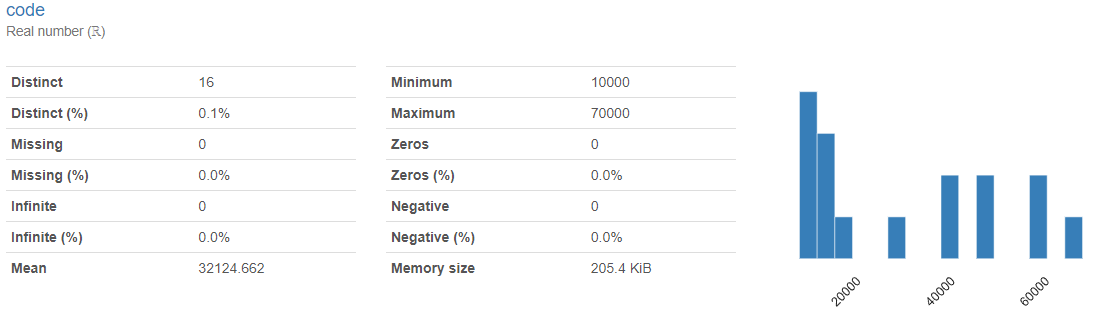 code
Real number (ℝ)
Distinct 16
Distinct (%) 0.1%
Missing 0
Missing (%) 0.0%
Infinite 0
Infinite (%) 0.0%
Mean 32124.662
Minimum 10000
Maximum 70000
Zeros 0
Zeros (%) 0.0%
Negative 0
Negative (%) 0.0%
Memory size 205.4 KiB
20000
40000
60000